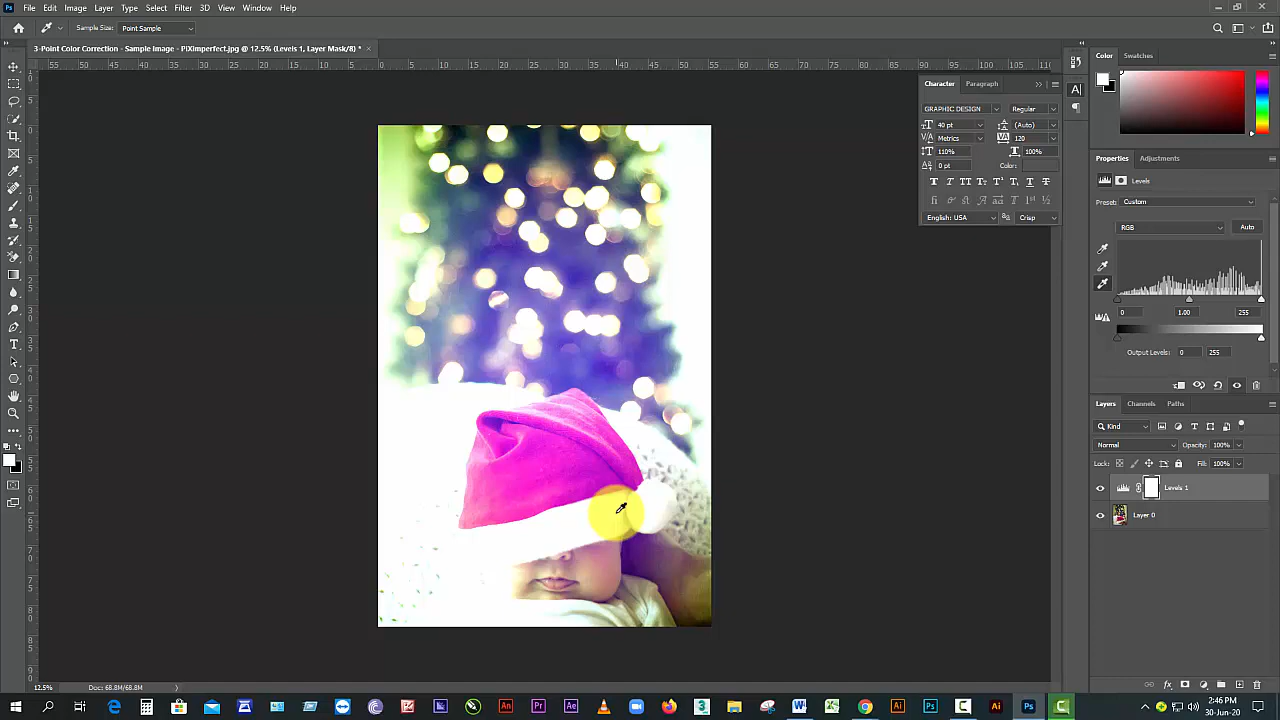 File Edit Image Layer Type Select Filter 3D View Window Help
Sample Size: Point Sample
3-Point Color Correction - Sample Image - PiXimperfect.jpg @ 12.5% (Levels 1, Layer Mask/8) *
Color Swatches
Character Paragraph
GRAPHIC DESIGN Regular
40 pt (Auto)
Metrics 120
110% 100%
0 pt Color:
English: USA Crisp
Properties Adjustments
Levels
Preset: Custom
RGB Auto
0 1.00 255
Output Levels: 0 255
Layers Channels Paths
Kind
Normal Opacity: 100%
Lock: Fill: 100%
Levels 1
Layer 0
12.5% Doc: 68.8M/68.8M
2:46 PM
30-Jun-20